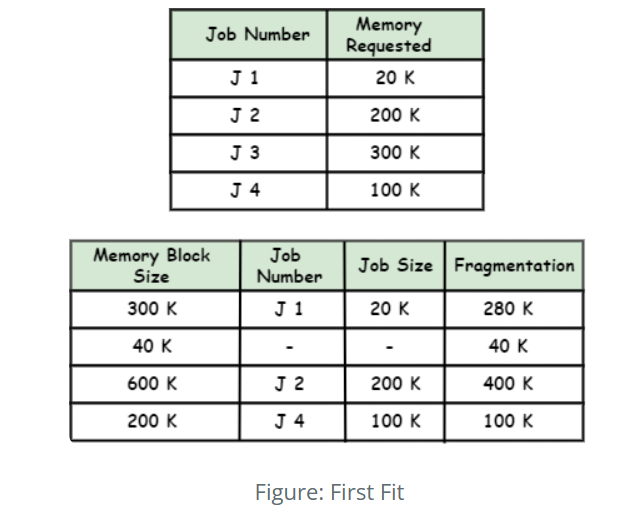 Job Number Memory Requested
J 1 20 K
J 2 200 K
J 3 300 K
J 4 100 K
Memory Block Size Job Number Job Size Fragmentation
300 K J 1 20 K 280 K
40 K - - 40 K
600 K J 2 200 K 400 K
200 K J 4 100 K 100 K
Figure: First Fit